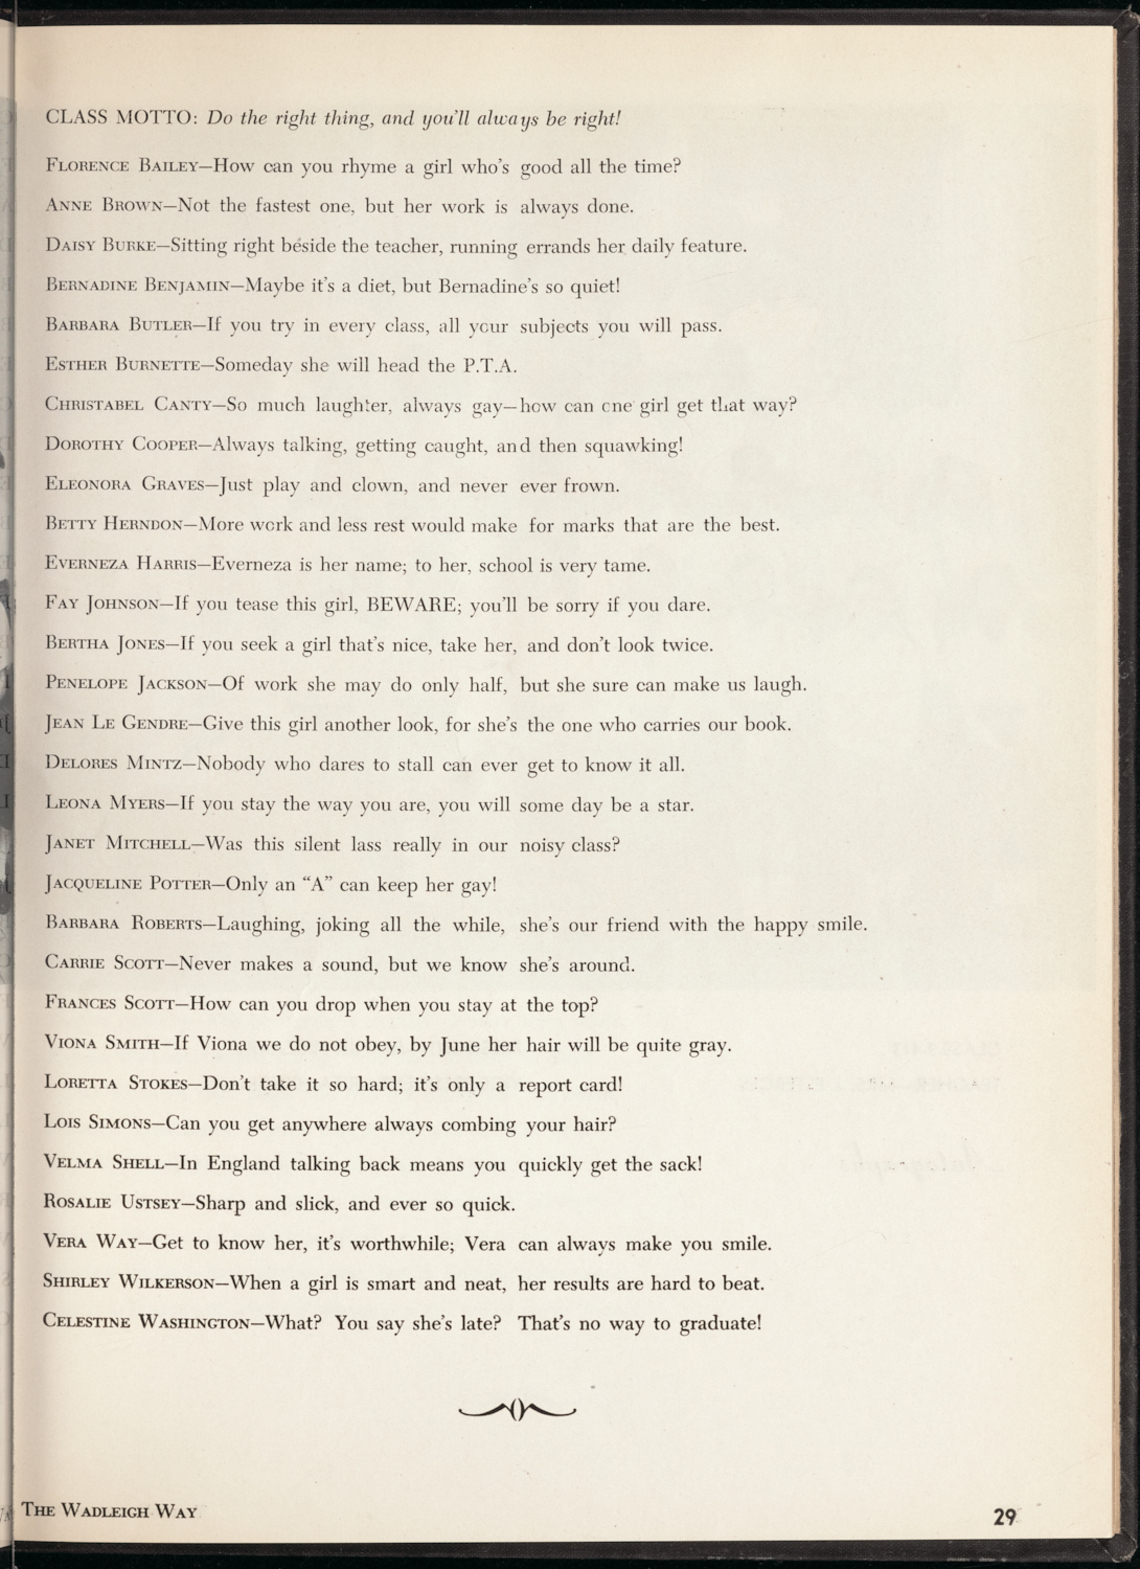 CLASS MOTTO: Do the right thing, and you'll always be right!
FLORENCE BAILEY—How can you rhyme a girl who's good all the time?
ANNE BROWN—Not the fastest one, but her work is always done.
DAISY BURKE—Sitting right beside the teacher, running errands her daily feature.
BERNADINE BENJAMIN—Maybe it's a diet, but Bernadine's so quiet!
BARBARA BUTLER—If you try in every class, all your subjects you will pass.
ESTHER BURNETTE—Someday she will head the P.T.A.
CHRISTABEL CANTY—So much laughter, always gay—how can one girl get that way?
DOROTHY COOPER—Always talking, getting caught, and then squawking!
ELEONORA GRAVES—Just play and clown, and never ever frown.
BETTY HERNDON—More work and less rest would make for marks that are the best.
EVERNEZA HARRIS—Everneza is her name; to her, school is very tame.
FAY JOHNSON—If you tease this girl, BEWARE; you'll be sorry if you dare.
BERTHA JONES—If you seek a girl that's nice, take her, and don't look twice.
PENELOPE JACKSON—Of work she may do only half, but she sure can make us laugh.
JEAN LE GENDRE—Give this girl another look, for she's the one who carries our book.
DELORES MINTZ—Nobody who dares to stall can ever get to know it all.
LEONA MYERS—If you stay the way you are, you will some day be a star.
JANET MITCHELL—Was this silent lass really in our noisy class?
JACQUELINE POTTER—Only an "A" can keep her gay!
BARBARA ROBERTS—Laughing, joking all the while, she's our friend with the happy smile.
CARRIE SCOTT—Never makes a sound, but we know she's around.
FRANCES SCOTT—How can you drop when you stay at the top?
VIONA SMITH—If Viona we do not obey, by June her hair will be quite gray.
LORETTA STOKES—Don't take it so hard; it's only a report card!
LOIS SIMONS—Can you get anywhere always combing your hair?
VELMA SHELL—In England talking back means you quickly get the sack!
ROSALIE USTSEY—Sharp and slick, and ever so quick.
VERA WAY—Get to know her, it's worthwhile; Vera can always make you smile.
SHIRLEY WILKERSON—When a girl is smart and neat, her results are hard to beat.
CELESTINE WASHINGTON—What? You say she's late? That's no way to graduate!
THE WADLEIGH WAY
29